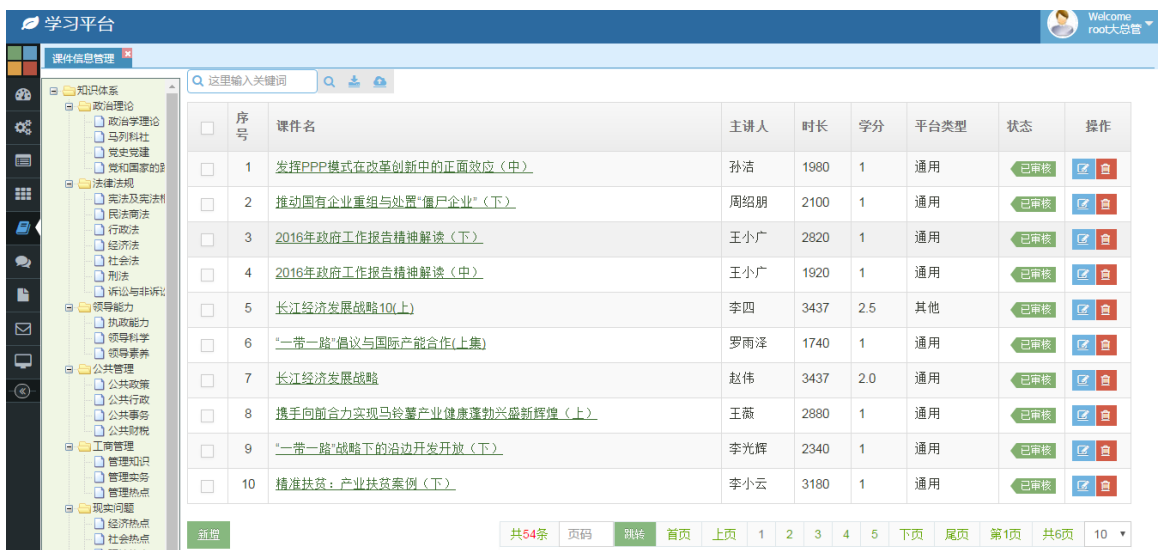 学习平台
Welcome
root大总管
课件信息管理
这里输入关键词
知识体系
政治理论
政治学理论
马列科社
党史党建
党和国家的
法律法规
宪法及宪法
民法商法
行政法
经济法
社会法
刑法
诉讼与非诉讼
领导能力
执政能力
领导科学
领导素养
公共管理
公共政策
公共行政
公共事务
公共财税
工商管理
管理知识
管理实务
管理热点
现实问题
经济热点
社会热点
序号 课件名 主讲人 时长 学分 平台类型 状态 操作
1 发挥PPP模式在改革创新中的正面效应（中） 孙洁 1980 1 通用 已审核
2 推动国有企业重组与处置“僵尸企业”（下） 周绍朋 2100 1 通用 已审核
3 2016年政府工作报告精神解读（下） 王小广 2820 1 通用 已审核
4 2016年政府工作报告精神解读（中） 王小广 1920 1 通用 已审核
5 长江经济发展战略10(上) 李四 3437 2.5 其他 已审核
6 “一带一路”倡议与国际产能合作(上集) 罗雨泽 1740 1 通用 已审核
7 长江经济发展战略 赵伟 3437 2.0 通用 已审核
8 携手向前合力实现马铃薯产业健康蓬勃兴盛新辉煌（上） 王薇 2880 1 通用 已审核
9 “一带一路”战略下的沿边开发开放（下） 李光辉 2340 1 通用 已审核
10 精准扶贫：产业扶贫案例（下） 李小云 3180 1 通用 已审核
新增 共54条 页码 跳转 首页 上页 1 2 3 4 5 下页 尾页 第1页 共6页 10